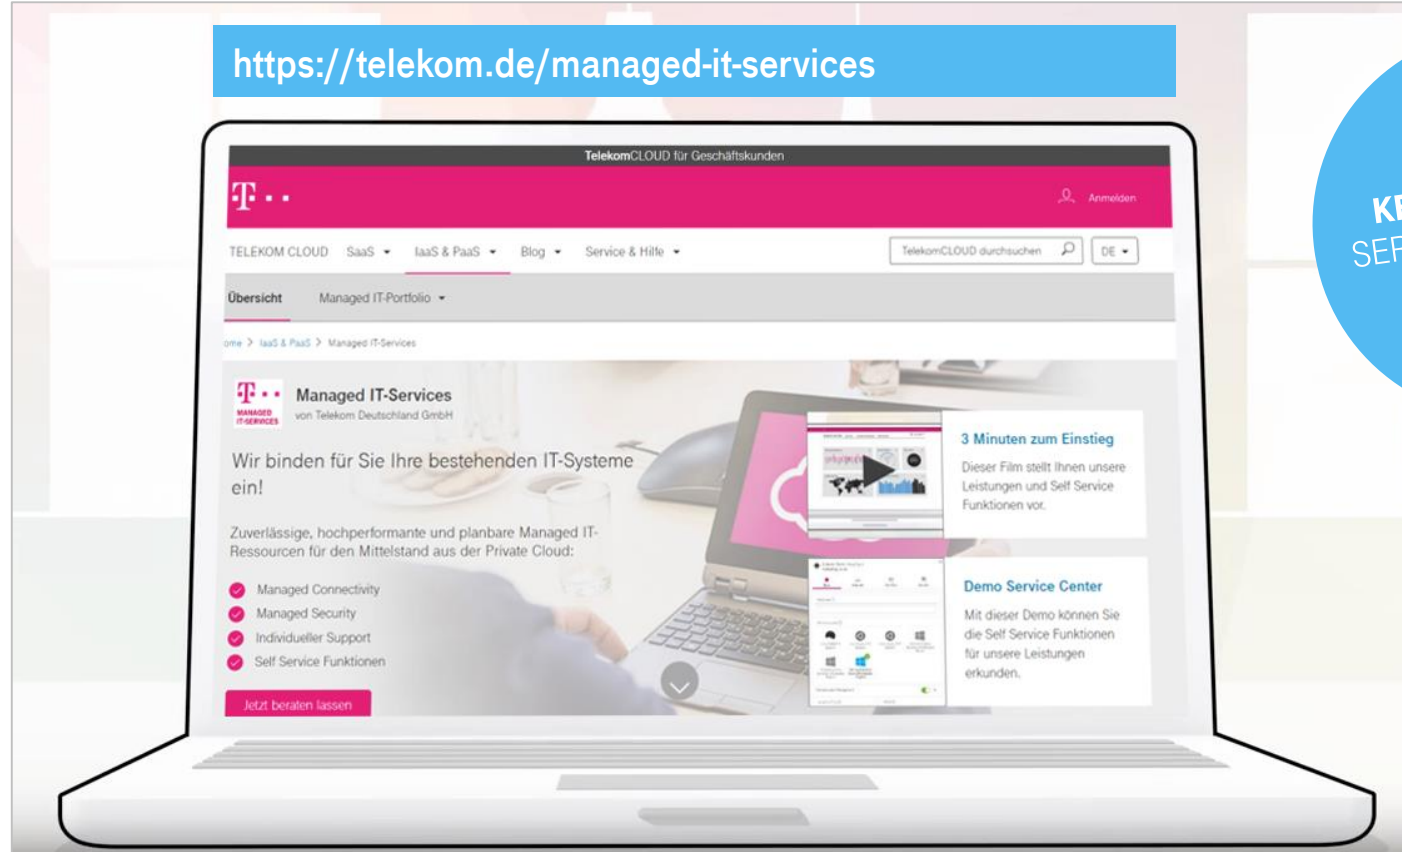 https://telekom.de/managed-it-services
TelekomCLOUD für Geschäftskunden
Anmelden
TELEKOM CLOUD SaaS IaaS & PaaS Blog Service & Hilfe TelekomCLOUD durchsuchen DE
Übersicht Managed IT-Portfolio
ome > IaaS & PaaS > Managed IT-Services
MANAGED
IT-SERVICES
Managed IT-Services
von Telekom Deutschland GmbH
Wir binden für Sie Ihre bestehenden IT-Systeme
ein!
Zuverlässige, hochperformante und planbare Managed IT-
Ressourcen für den Mittelstand aus der Private Cloud:
Managed Connectivity
Managed Security
Individueller Support
Self Service Funktionen
Jetzt beraten lassen
3 Minuten zum Einstieg
Dieser Film stellt Ihnen unsere
Leistungen und Self Service
Funktionen vor.
Demo Service Center
Mit dieser Demo können Sie
die Self Service Funktionen
für unsere Leistungen
erkunden.